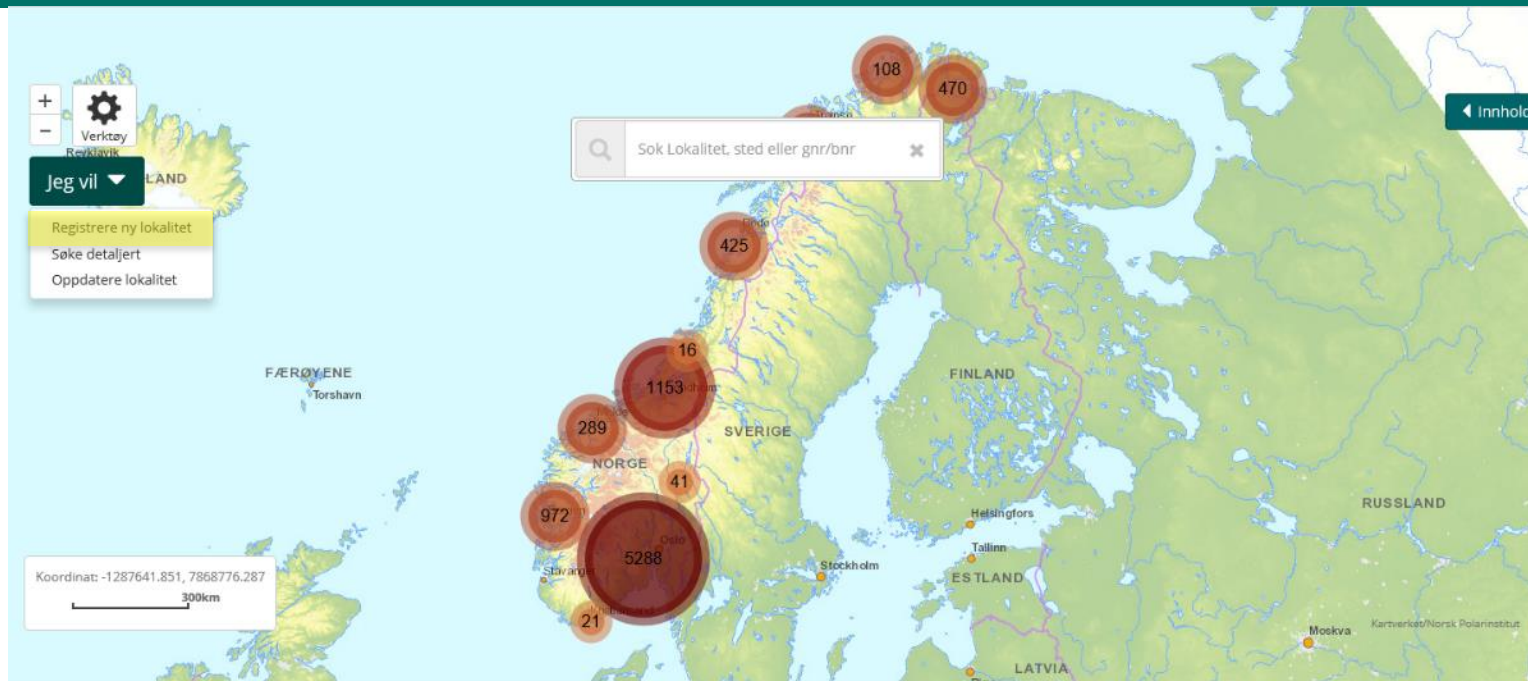 108
470
+
−
Verktøy
Innhold
Sok Lokalitet, sted eller gnr/bnr
Reykjavik
Jeg vil
LAND
Registrere ny lokalitet
Søke detaljert
Oppdatere lokalitet
425
16
1153
FÆRØYENE
Torshavn
FINLAND
289
SVERIGE
NORGE
41
972
RUSSLAND
Helsingfors
5288
Oslo
Tallinn
Stavanger
Stockholm
ESTLAND
Koordinat: -1287641.851, 7868776.287
300km
21
Moskva
Kartverket/Norsk Polarinstitut
LATVIA